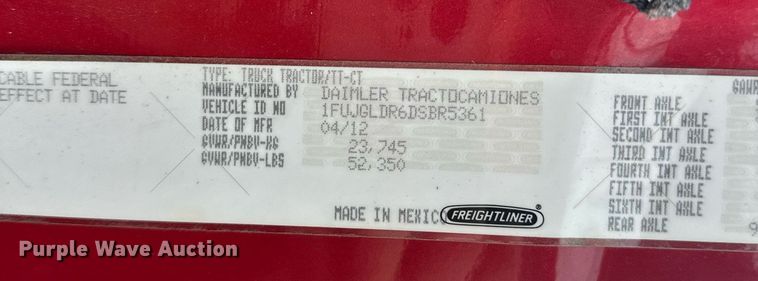 CABLE FEDERAL
EFFECT AT DATE
TYPE: TRUCK TRACTOR/TT-CT
MANUFACTURED BY DAIMLER TRACTOCAMIONES
VEHICLE ID NO 1FUJGLDR6DSBR5361
DATE OF MFR 04/12
GVWR/PNBV-KG 23,745
GVWR/PNBV-LBS 52,350
MADE IN MEXICO FREIGHTLINER
GAWR
FRONT AXLE
FIRST INT AXLE
SECOND INT AXLE
THIRD INT AXLE
FOURTH INT AXLE
FIFTH INT AXLE
SIXTH INT AXLE
REAR AXLE 9
Purple Wave Auction